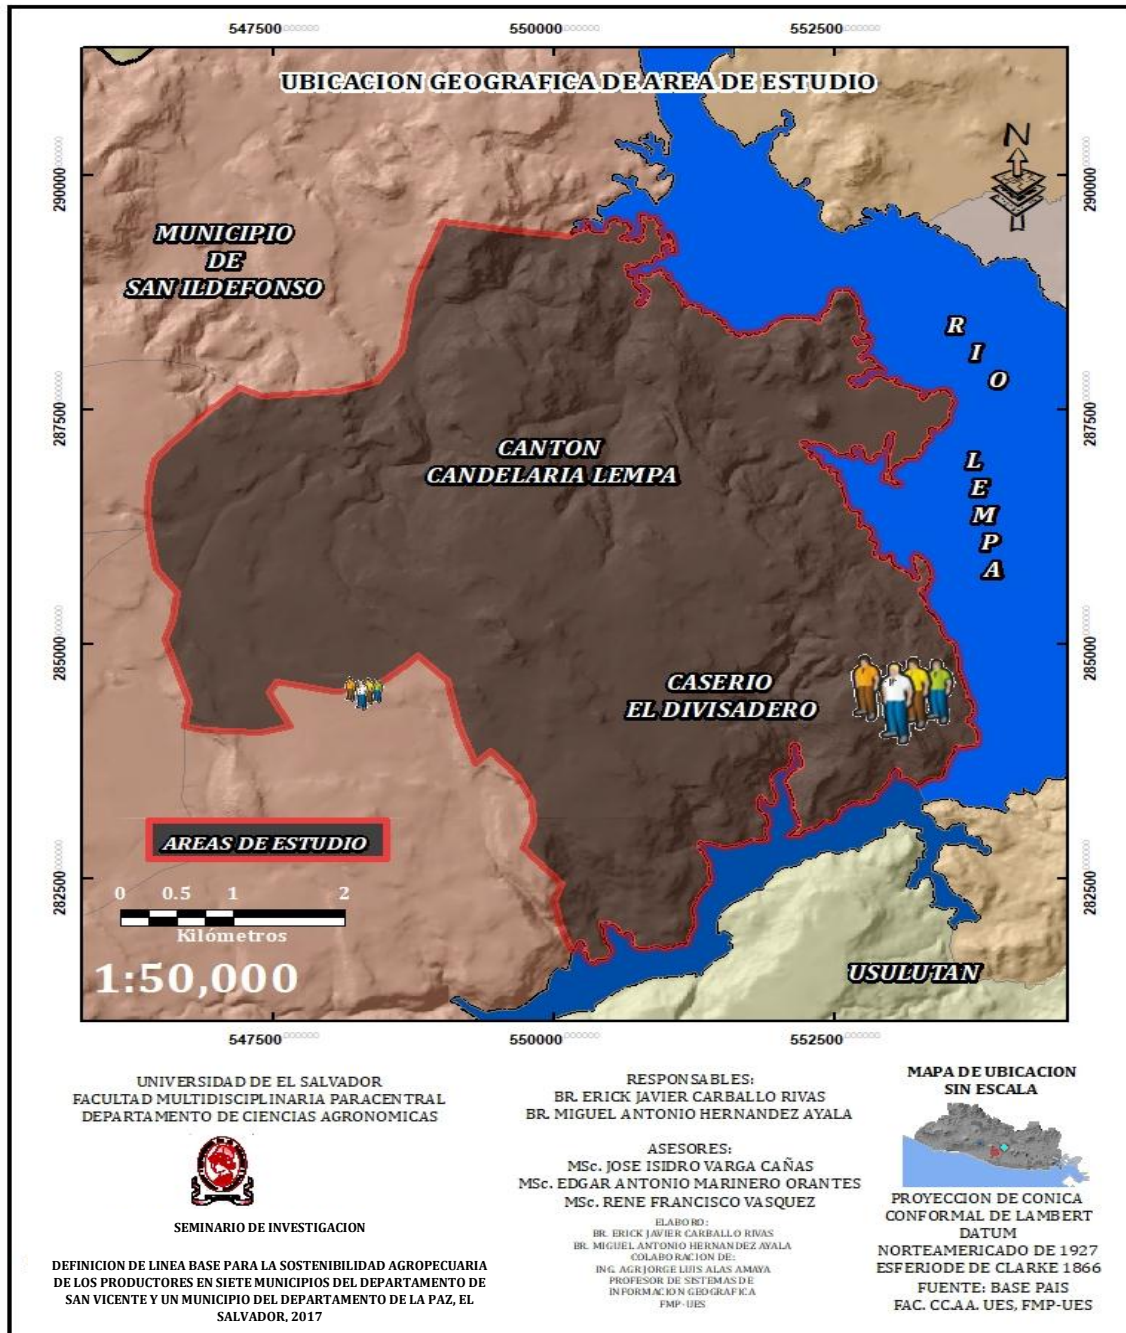 547500 550000 552500
UBICACION GEOGRAFICA DE AREA DE ESTUDIO
N
290000 290000
MUNICIPIO
DE
SAN ILDEFONSO
RIO
LEMPA
287500 287500
CANTON
CANDELARIA LEMPA
285000 285000
CASERIO
EL DIVISADERO
AREAS DE ESTUDIO
282500 282500
0 0.5 1 2
Kilómetros
1:50,000
USULUTAN
547500 550000 552500
UNIVERSIDAD DE EL SALVADOR
FACULTAD MULTIDISCIPLINARIA PARACENTRAL
DEPARTAMENTO DE CIENCIAS AGRONOMICAS
SEMINARIO DE INVESTIGACION
DEFINICION DE LINEA BASE PARA LA SOSTENIBILIDAD AGROPECUARIA
DE LOS PRODUCTORES EN SIETE MUNICIPIOS DEL DEPARTAMENTO DE
SAN VICENTE Y UN MUNICIPIO DEL DEPARTAMENTO DE LA PAZ, EL
SALVADOR, 2017
RESPONSABLES:
BR. ERICK JAVIER CARBALLO RIVAS
BR. MIGUEL ANTONIO HERNANDEZ AYALA
ASESORES:
MSc. JOSE ISIDRO VARGA CAÑAS
MSc. EDGAR ANTONIO MARINERO ORANTES
MSc. RENE FRANCISCO VASQUEZ
ELABORO:
BR. ERICK JAVIER CARBALLO RIVAS
BR. MIGUEL ANTONIO HERNANDEZ AYALA
COLABORACION DE:
ING. AGR JORGE LUIS ALAS AMAYA
PROFESOR DE SISTEMAS DE
INFORMACION GEOGRAFICA
FMP-UES
MAPA DE UBICACION
SIN ESCALA
PROYECCION DE CONICA
CONFORMAL DE LAMBERT
DATUM
NORTEAMERICADO DE 1927
ESFERIODE DE CLARKE 1866
FUENTE: BASE PAIS
FAC. CC.AA. UES, FMP-UES